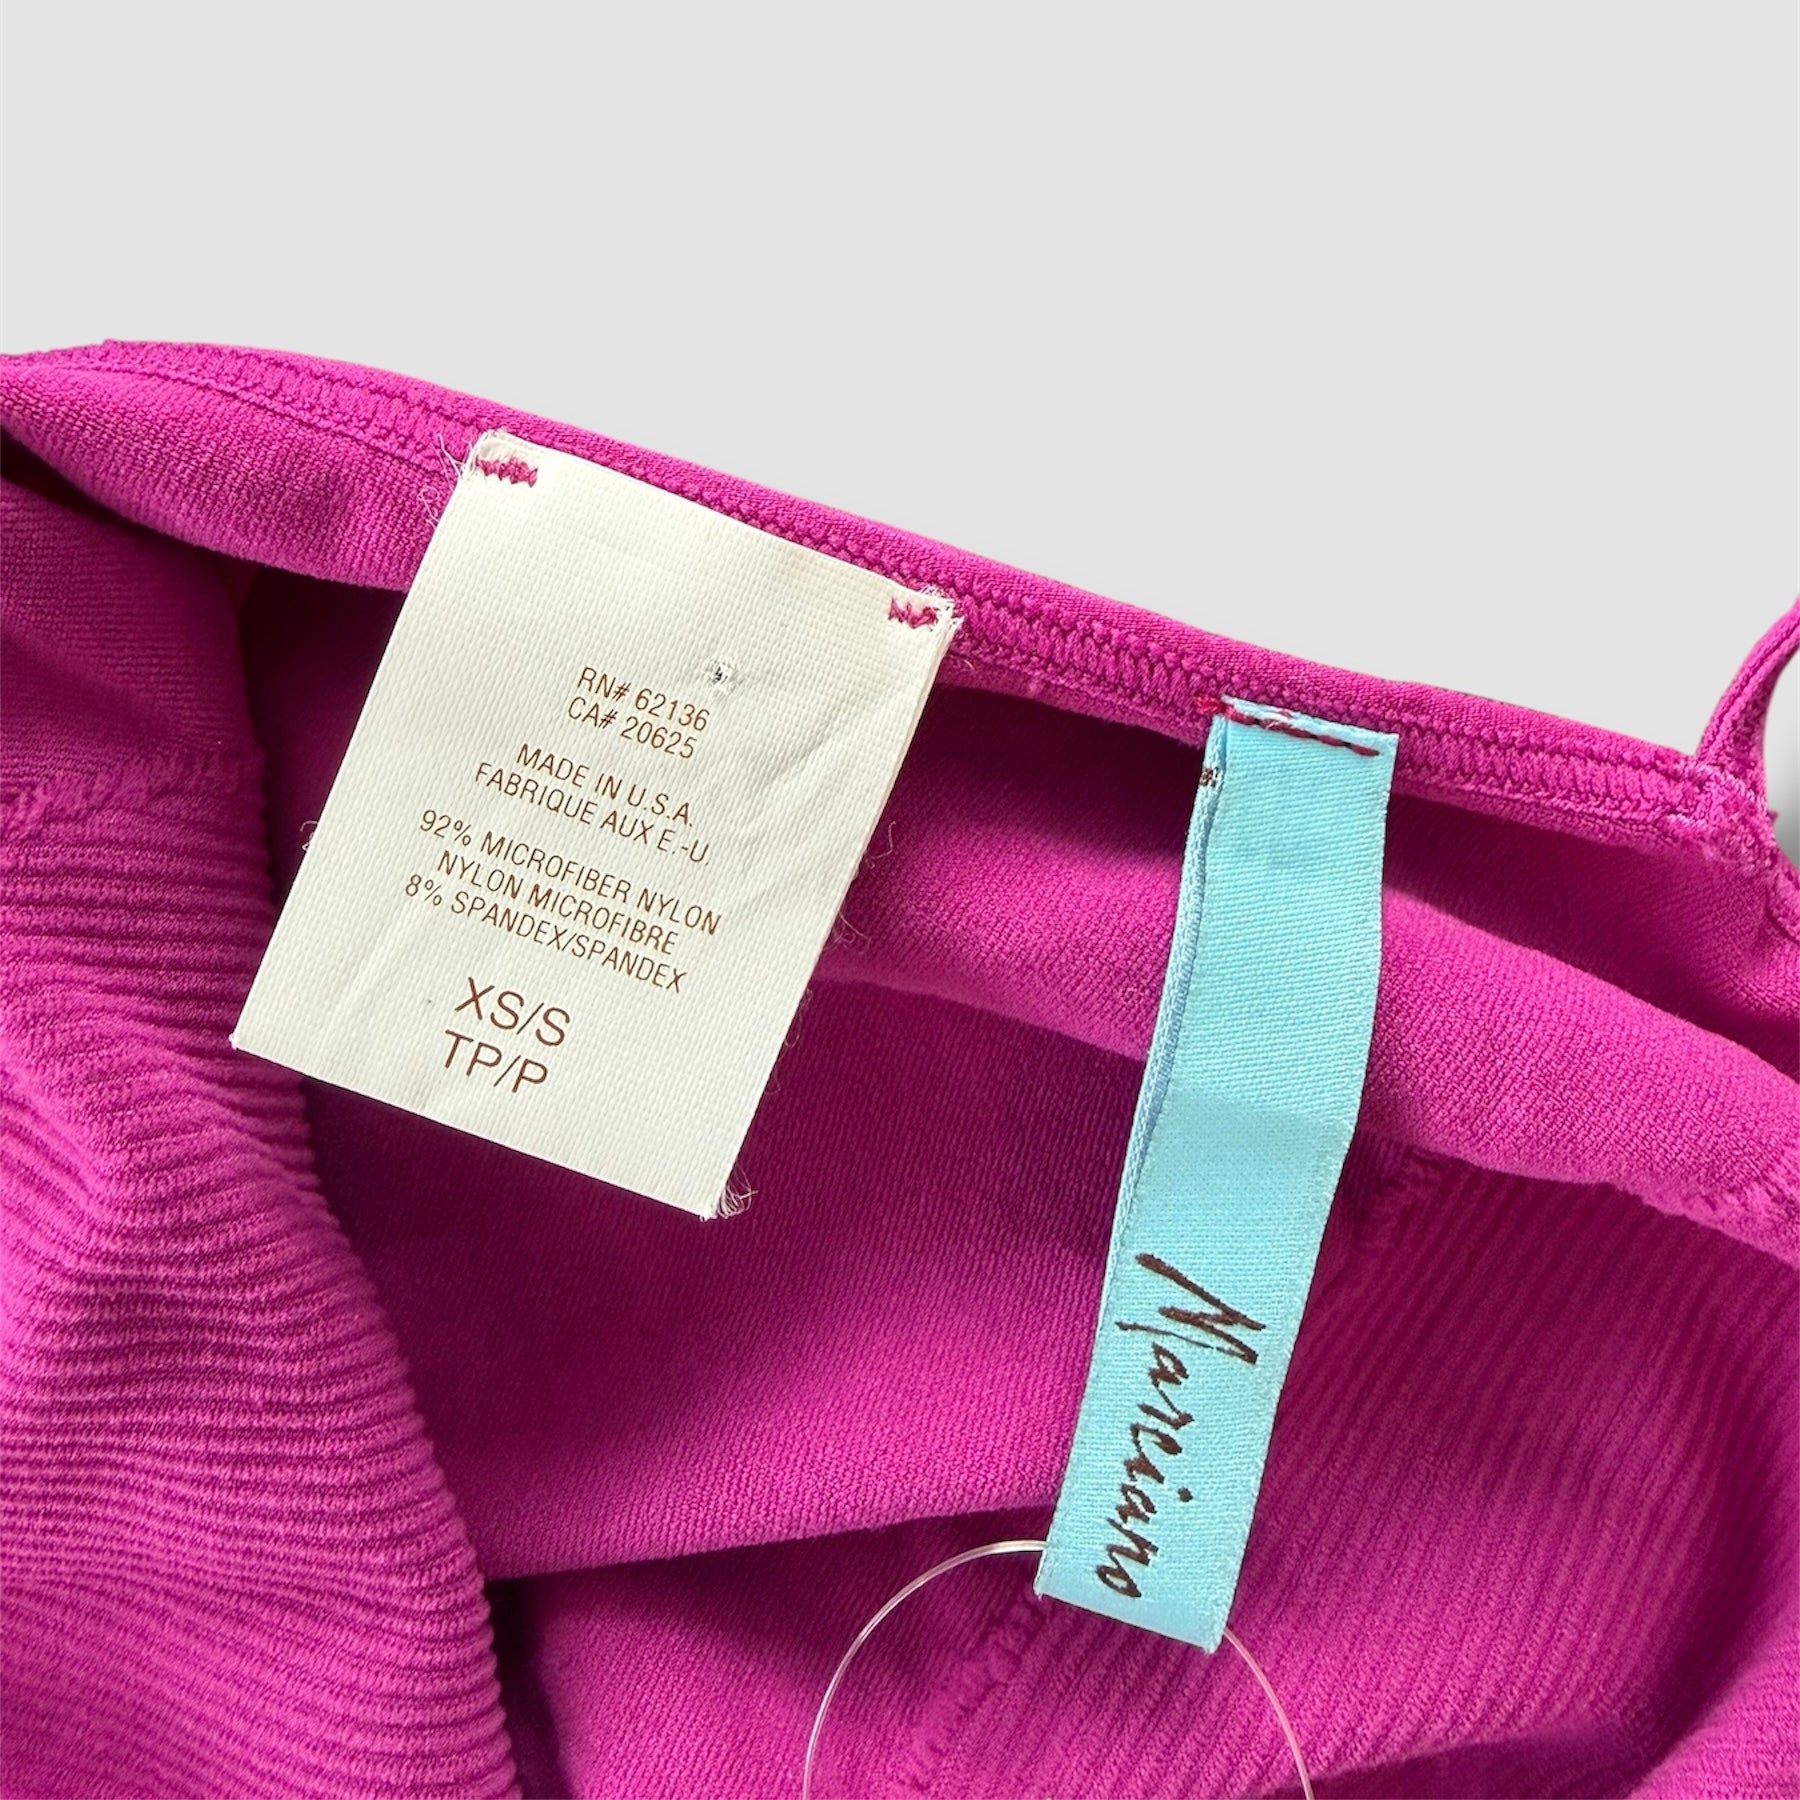 RN# 62136
CA# 20625
MADE IN U.S.A.
FABRIQUE AUX E.-U.
92% MICROFIBER NYLON
NYLON MICROFIBRE
8% SPANDEX/SPANDEX
XS/S
TP/P
Marciano